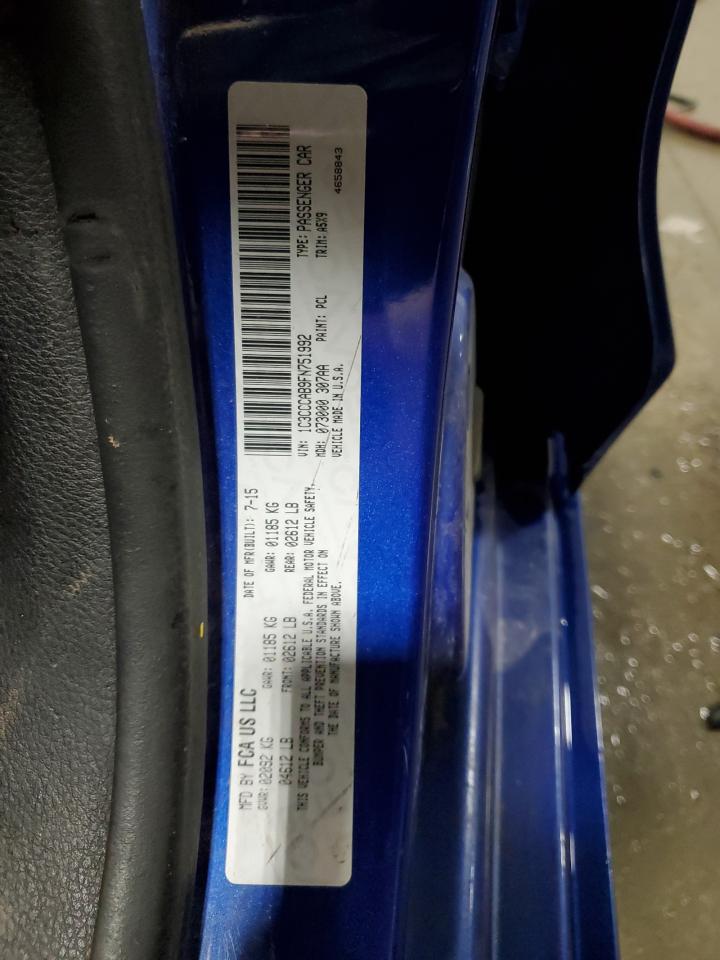 MFD BY FCA US LLC
DATE OF MFR(BUILT): 7-15
GVWR: 02092 KG
GAWR: 01185 KG
GAWR: 01185 KG
04612 LB
FRONT: 02612 LB
REAR: 02612 LB
THIS VEHICLE CONFORMS TO ALL APPLICABLE U.S.A. FEDERAL MOTOR VEHICLE SAFETY,
BUMPER AND THEFT PREVENTION STANDARDS IN EFFECT ON
THE DATE OF MANUFACTURE SHOWN ABOVE.
VIN: 1C3CCCAB9FN751992
TYPE: PASSENGER CAR
MDH: 073000 307AA
PAINT: PCL
TRIM: A5X9
VEHICLE MADE IN U.S.A.
4658843